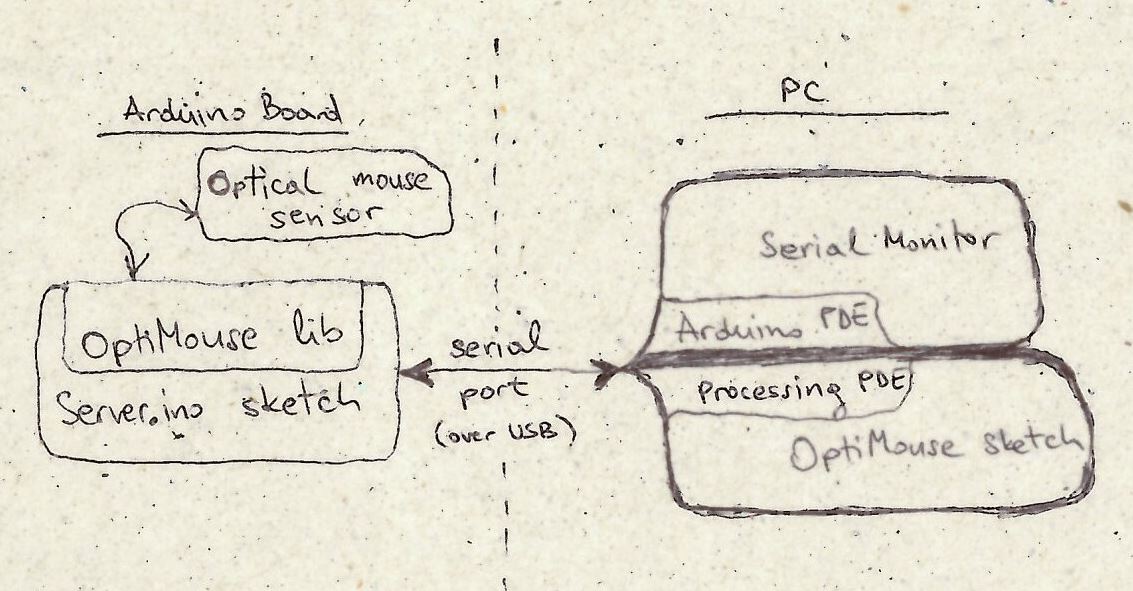 Arduino Board
Optical mouse
sensor
OptiMouse lib
Server.ino sketch
serial
port
(over USB)
PC
Serial Monitor
Arduino PDE
Processing PDE
OptiMouse sketch